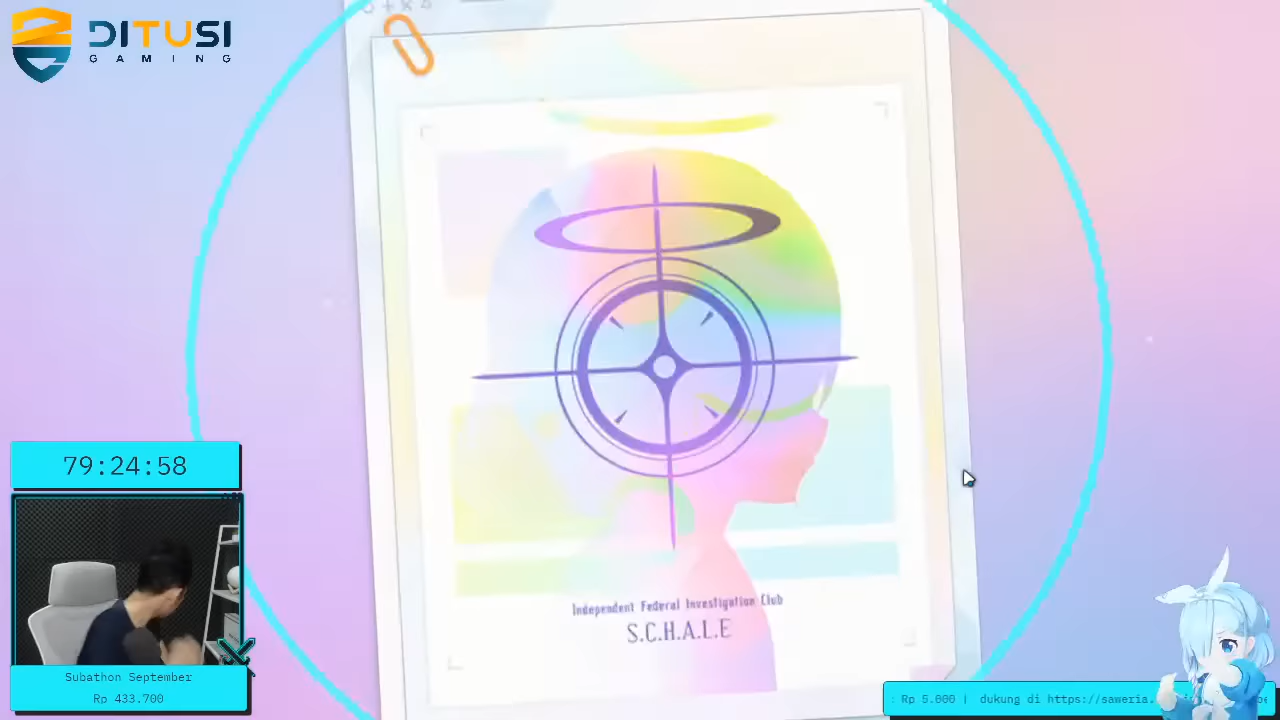 DITUSI
GAMING
Independent Federal Investigation Club
S.C.H.A.L.E
79:24:58
Subathon September
Rp 433.700
: Rp 5.000 | dukung di https://saweria.